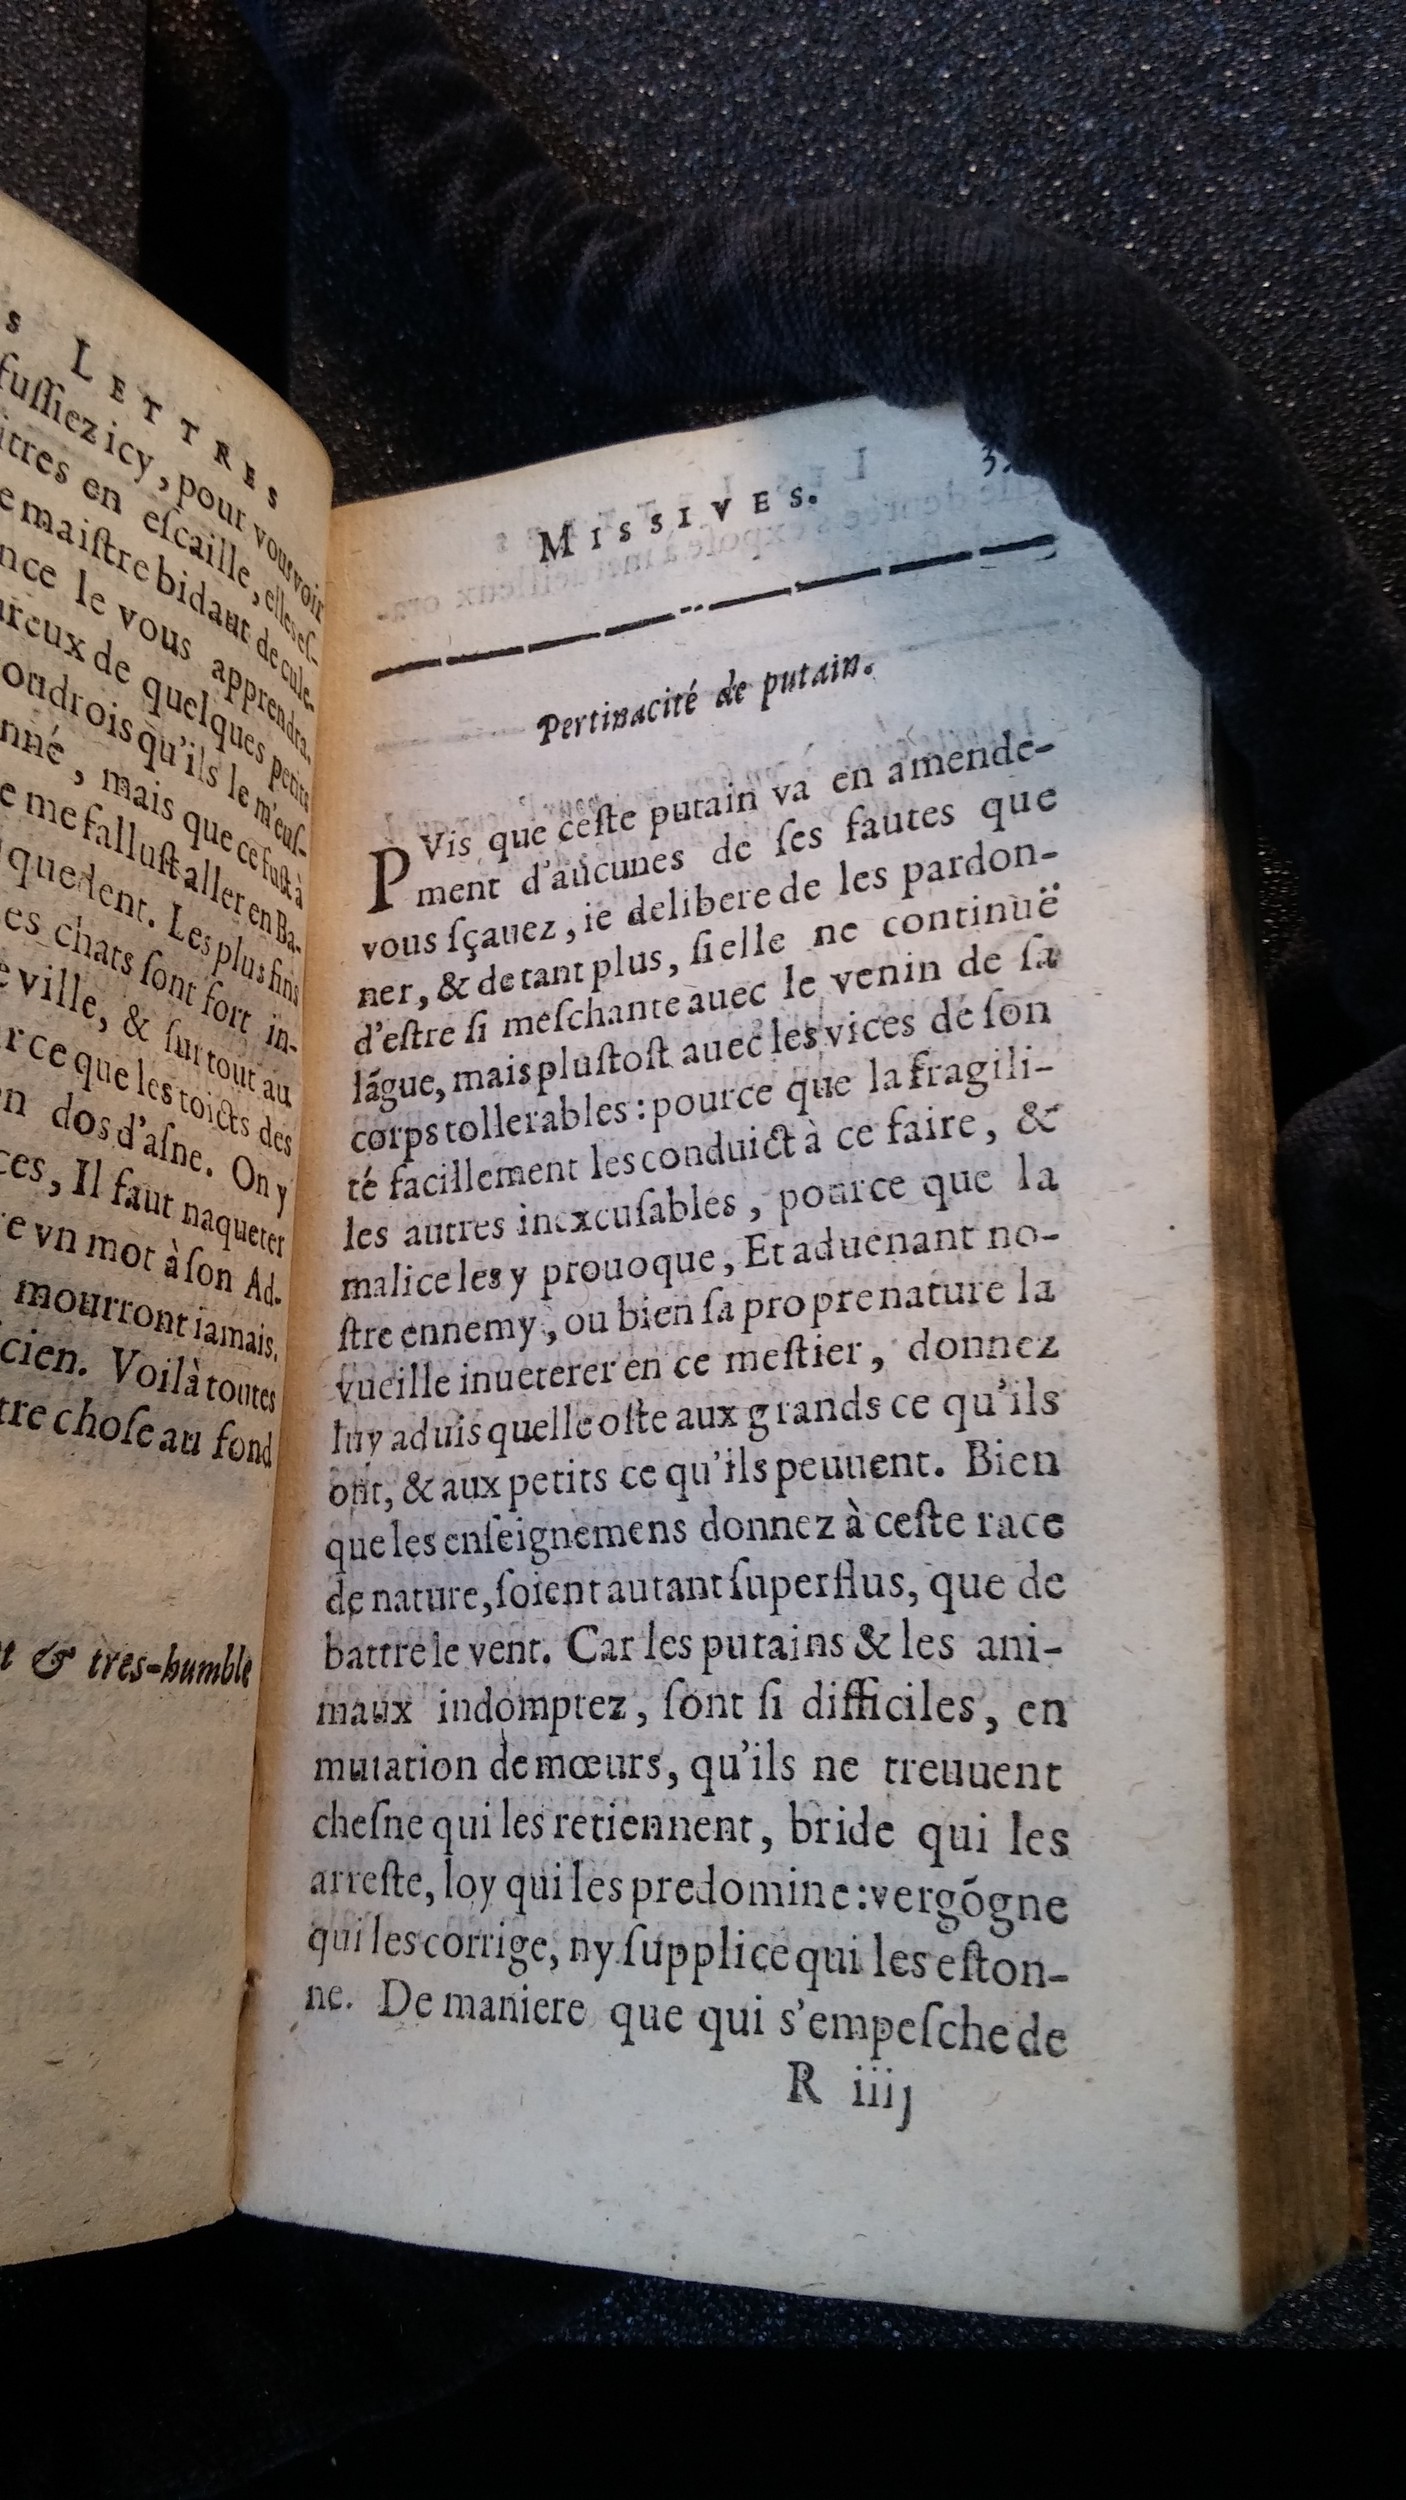 s LETTRES
fuſſiez icy, pour vous voir
itres en eſcaille, elles eſ-
e maiſtre bidaut de cule-
nce le vous apprendra.
ureux de quelques petits
oudrois qu'ils le m'euſ-
nné, mais que ce fuſt à
e me falluſt aller en Ba-
quedent. Les plus fins
es chats ſont fort in-
e ville, & ſur tout au
r ce que les toicts des
n dos d'aſne. On y
ces, Il faut naqueter
e vn mot à ſon Ad-
mourront iamais.
cien. Voilà toutes
tre choſe au fond
t & tres-humble
MISSIVES.
Pertinacité de putain.
PVis que ceſte putain va en amende-
ment d'aucunes de ſes fautes que
vous ſçauez, ie delibere de les pardon-
ner, & de tant plus, ſi elle ne continuë
d'eſtre ſi meſchante auec le venin de ſa
lãgue, mais pluſtoſt auec les vices de ſon
corps tollerables: pource que la fragili-
té facillement les conduict à ce faire, &
les autres inexcuſables, pource que la
malice les y prouoque, Et aduenant no-
ſtre ennemy, ou bien ſa propre nature la
vueille inueterer en ce meſtier, donnez
luy aduis quelle oſte aux grands ce qu'ils
ont, & aux petits ce qu'ils peuuent. Bien
que les enſeignemens donnez à ceſte race
de nature, ſoient autant ſuperflus, que de
battre le vent. Car les putains & les ani-
maux indomptez, ſont ſi difficiles, en
mutation de mœurs, qu'ils ne treuuent
cheſne qui les retiennent, bride qui les
arreſte, loy qui les predomine: vergõgne
qui les corrige, ny ſupplice qui les eſton-
ne. De maniere que qui s'empeſche de
R iiij